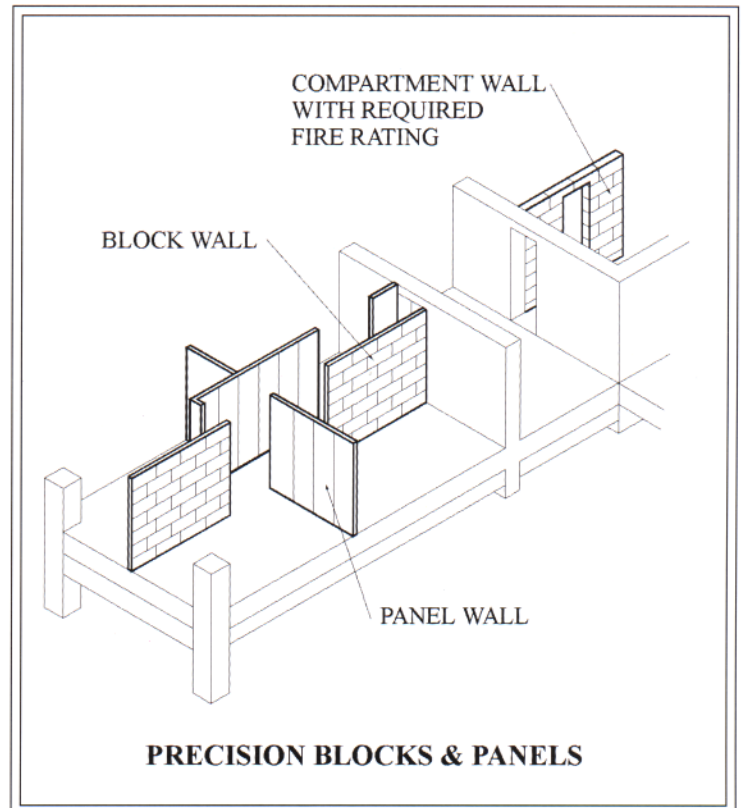 COMPARTMENT WALL
WITH REQUIRED
FIRE RATING
BLOCK WALL
PANEL WALL
PRECISION BLOCKS & PANELS